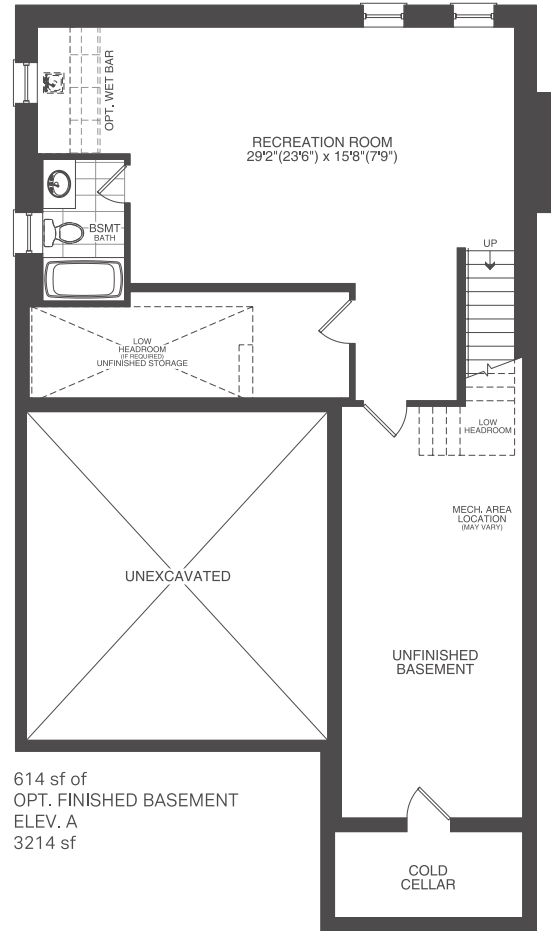 OPT. WET BAR
RECREATION ROOM
29'2"(23'6") x 15'8"(7'9")
BSMT
BATH
UP
LOW
HEADROOM
(IF REQUIRED)
UNFINISHED STORAGE
LOW
HEADROOM
MECH. AREA
LOCATION
(MAY VARY)
UNEXCAVATED
UNFINISHED
BASEMENT
614 sf of
OPT. FINISHED BASEMENT
ELEV. A
3214 sf
COLD
CELLAR